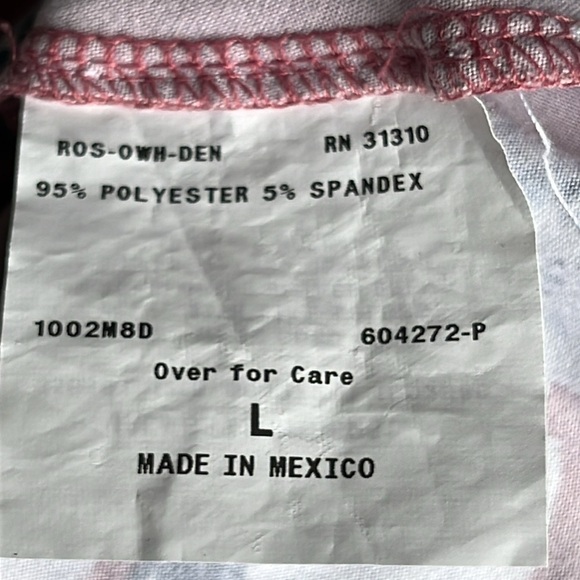 ROS-OWH-DEN RN 31310
95% POLYESTER 5% SPANDEX
1002M8D 604272-P
Over for Care
L
MADE IN MEXICO